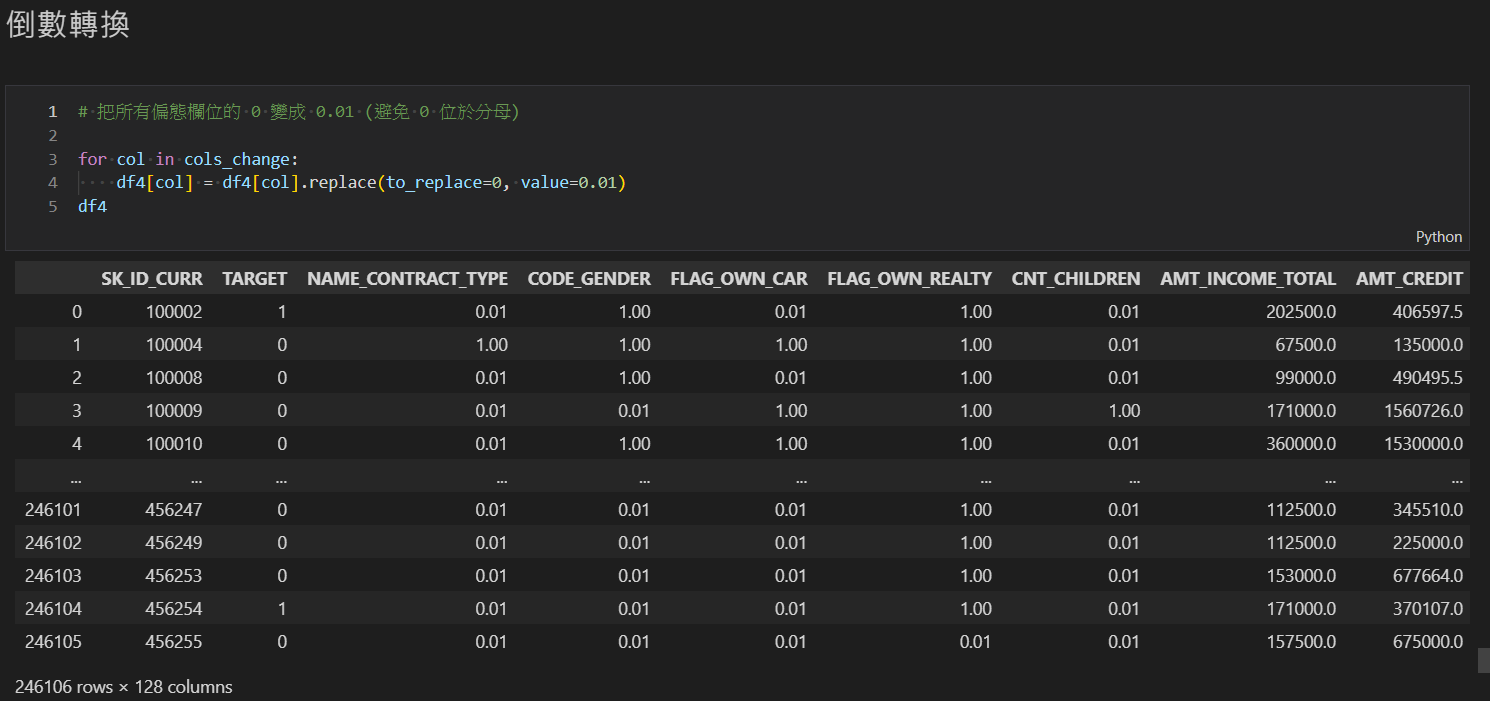 倒數轉換
1 # 把所有偏態欄位的 0 變成 0.01 (避免 0 位於分母)
2
3 for col in cols_change:
4     df4[col] = df4[col].replace(to_replace=0, value=0.01)
5 df4
Python
SK_ID_CURR TARGET NAME_CONTRACT_TYPE CODE_GENDER FLAG_OWN_CAR FLAG_OWN_REALTY CNT_CHILDREN AMT_INCOME_TOTAL AMT_CREDIT
0 100002 1 0.01 1.00 0.01 1.00 0.01 202500.0 406597.5
1 100004 0 1.00 1.00 1.00 1.00 0.01 67500.0 135000.0
2 100008 0 0.01 1.00 0.01 1.00 0.01 99000.0 490495.5
3 100009 0 0.01 0.01 1.00 1.00 1.00 171000.0 1560726.0
4 100010 0 0.01 1.00 1.00 1.00 0.01 360000.0 1530000.0
... ... ... ... ... ... ... ... ... ...
246101 456247 0 0.01 0.01 0.01 1.00 0.01 112500.0 345510.0
246102 456249 0 0.01 0.01 0.01 1.00 0.01 112500.0 225000.0
246103 456253 0 0.01 0.01 0.01 1.00 0.01 153000.0 677664.0
246104 456254 1 0.01 0.01 0.01 1.00 0.01 171000.0 370107.0
246105 456255 0 0.01 0.01 0.01 0.01 0.01 157500.0 675000.0
246106 rows × 128 columns